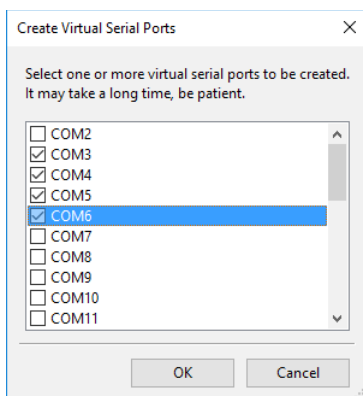 Create Virtual Serial Ports
Select one or more virtual serial ports to be created.
It may take a long time, be patient.
COM2
COM3
COM4
COM5
COM6
COM7
COM8
COM9
COM10
COM11
OK
Cancel